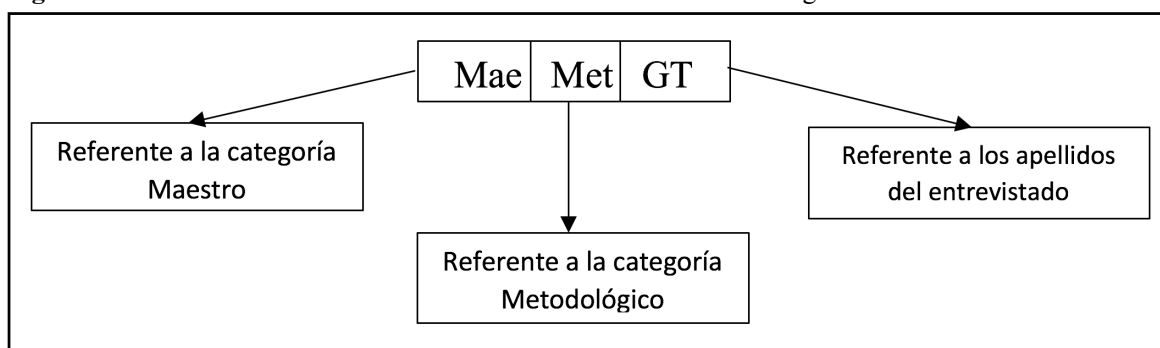 Mae Met GT
Referente a la categoría
Maestro
Referente a los apellidos
del entrevistado
Referente a la categoría
Metodológico